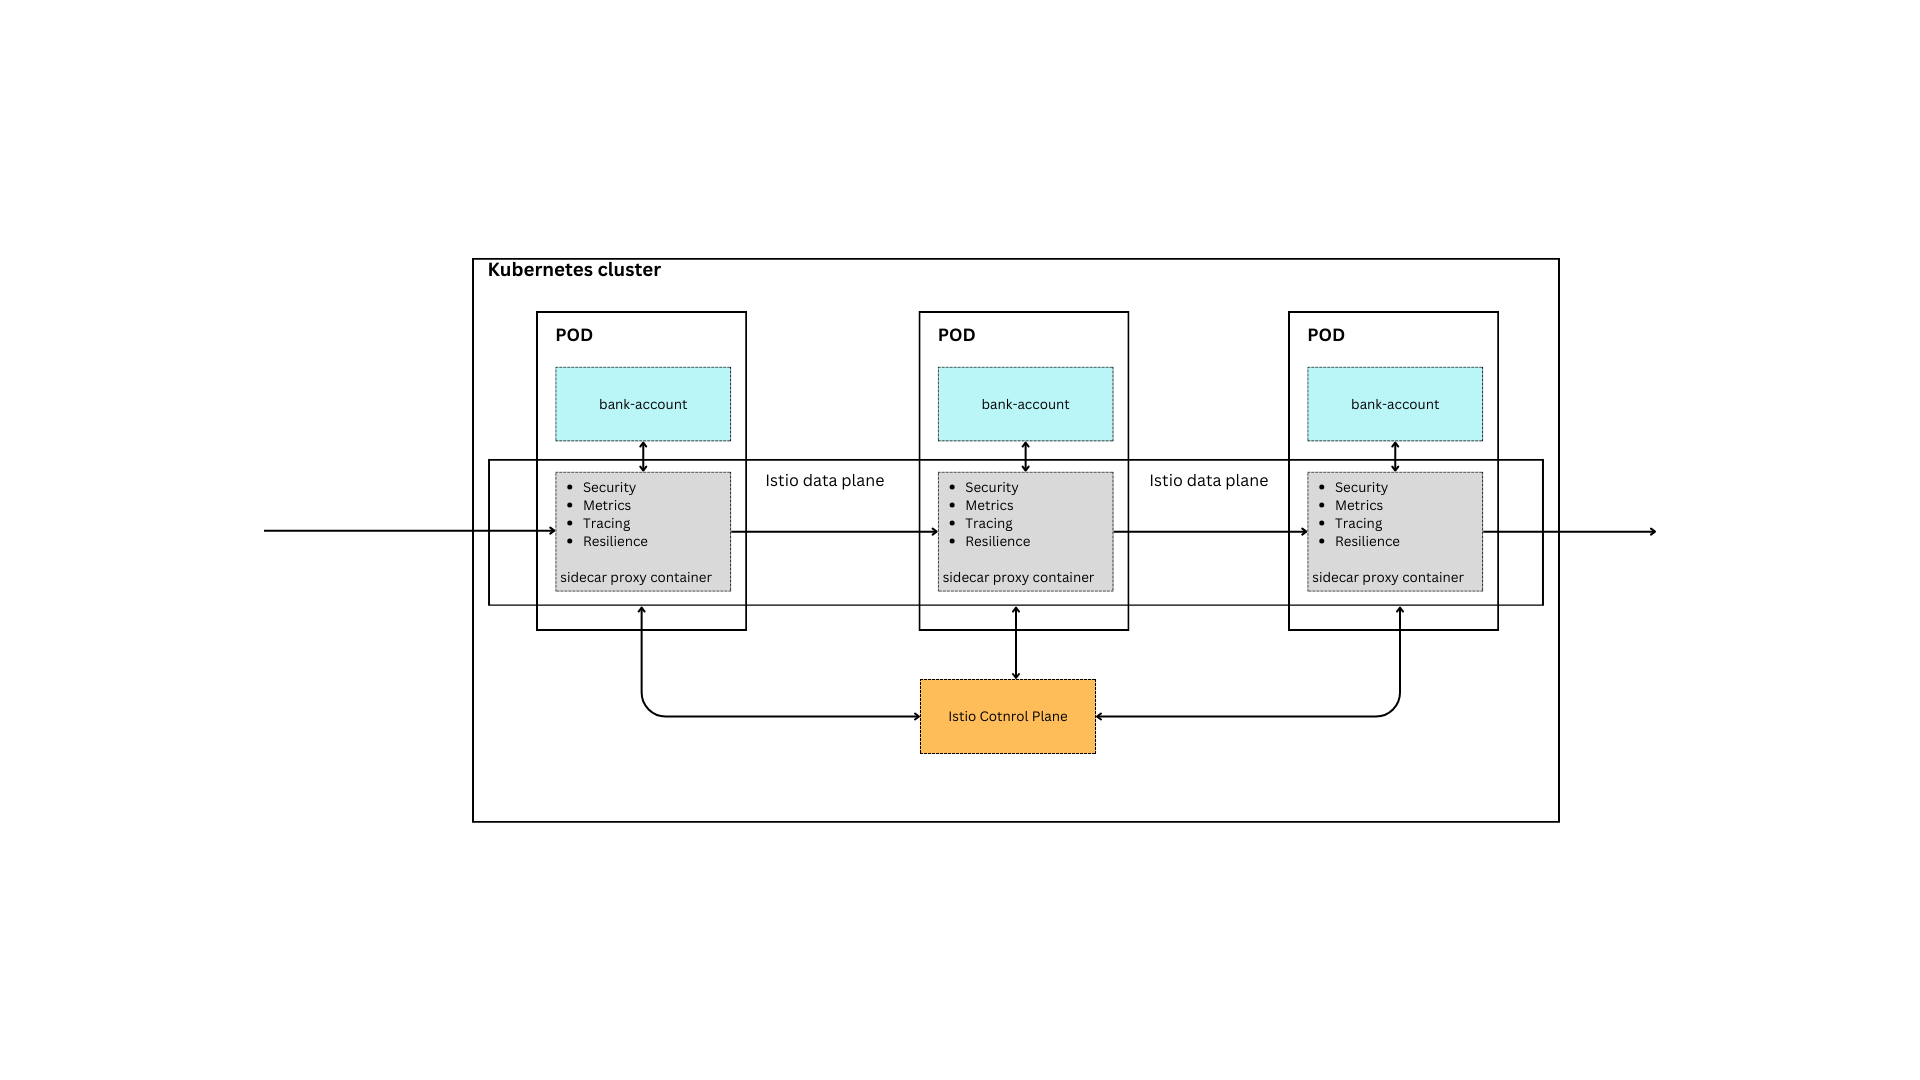 Kubernetes cluster
POD
bank-account
Security
Metrics
Tracing
Resilience
sidecar proxy container
Istio data plane
POD
bank-account
Security
Metrics
Tracing
Resilience
sidecar proxy container
Istio data plane
POD
bank-account
Security
Metrics
Tracing
Resilience
sidecar proxy container
Istio Cotnrol Plane